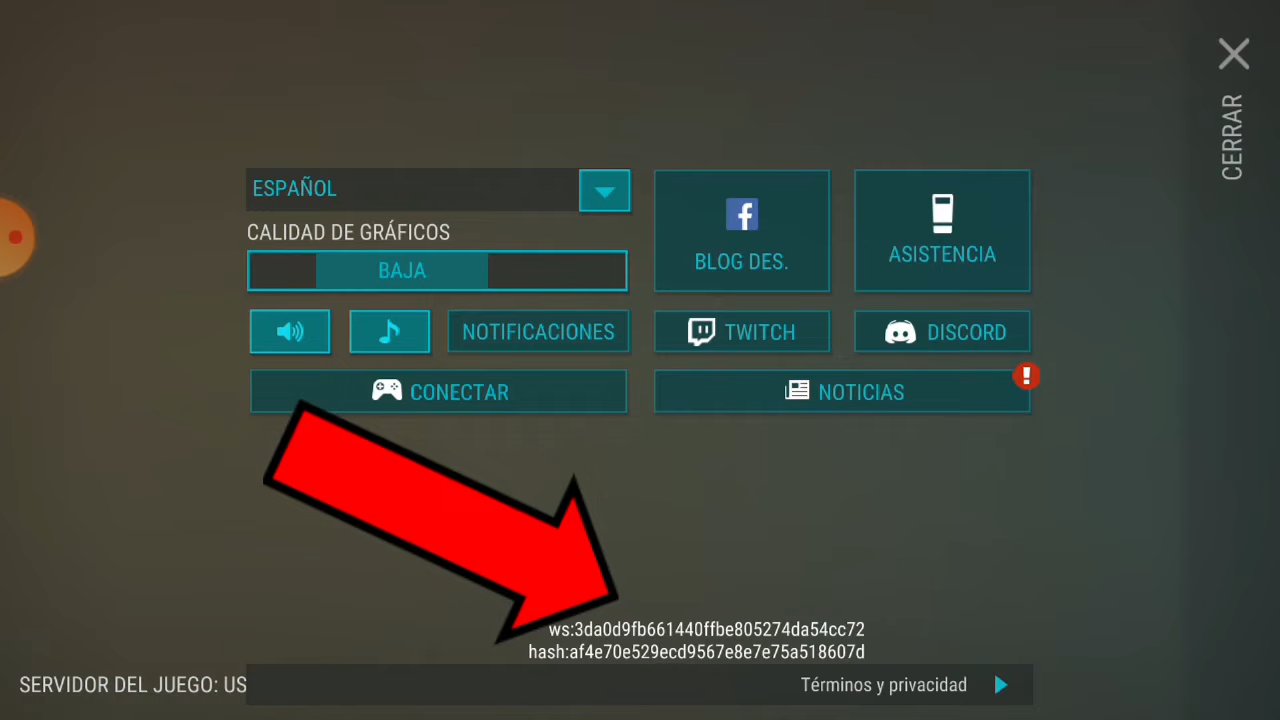 CERRAR
ESPAÑOL
CALIDAD DE GRÁFICOS
BAJA
NOTIFICACIONES
CONECTAR
BLOG DES.
ASISTENCIA
TWITCH
DISCORD
NOTICIAS
ws:3da0d9fb661440ffbe805274da54cc72
hash:af4e70e529ecd9567e8e7e75a518607d
SERVIDOR DEL JUEGO: US
Términos y privacidad